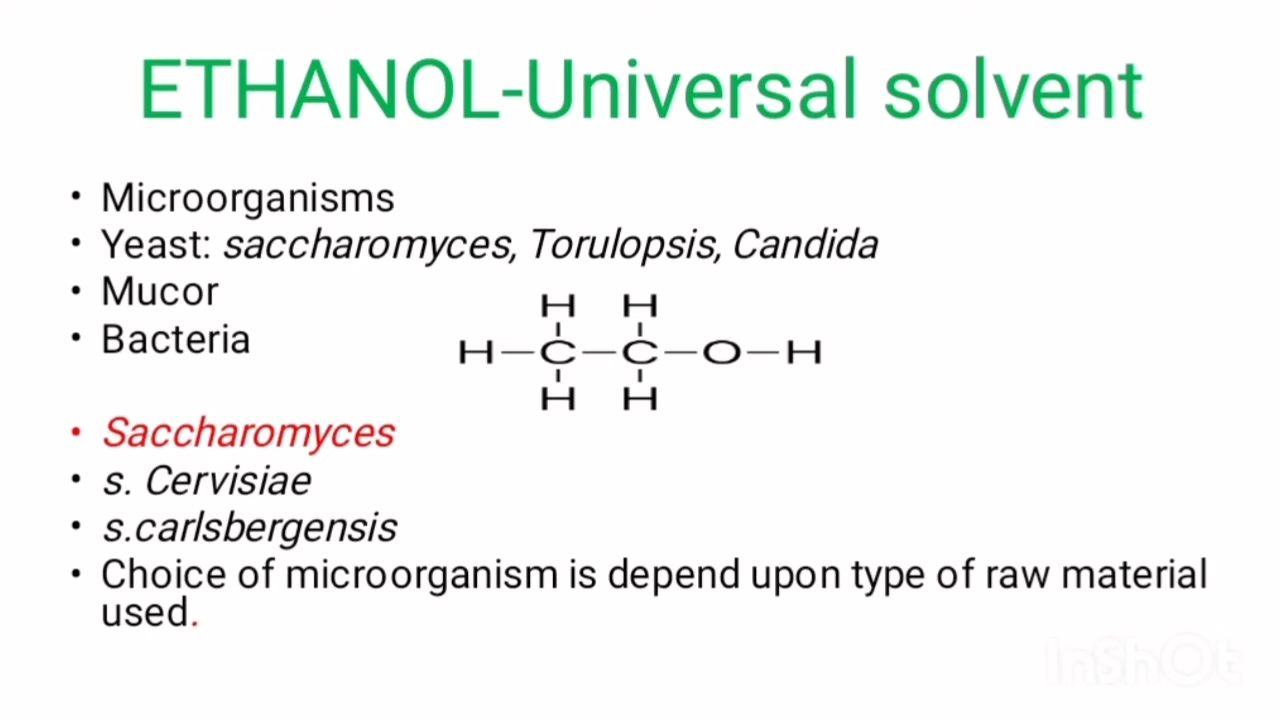 ETHANOL-Universal solvent
• Microorganisms
• Yeast: saccharomyces, Torulopsis, Candida
• Mucor
• Bacteria
H H
H—C—C—O—H
H H
• Saccharomyces
• s. Cervisiae
• s.carlsbergensis
• Choice of microorganism is depend upon type of raw material
used.
InShOt